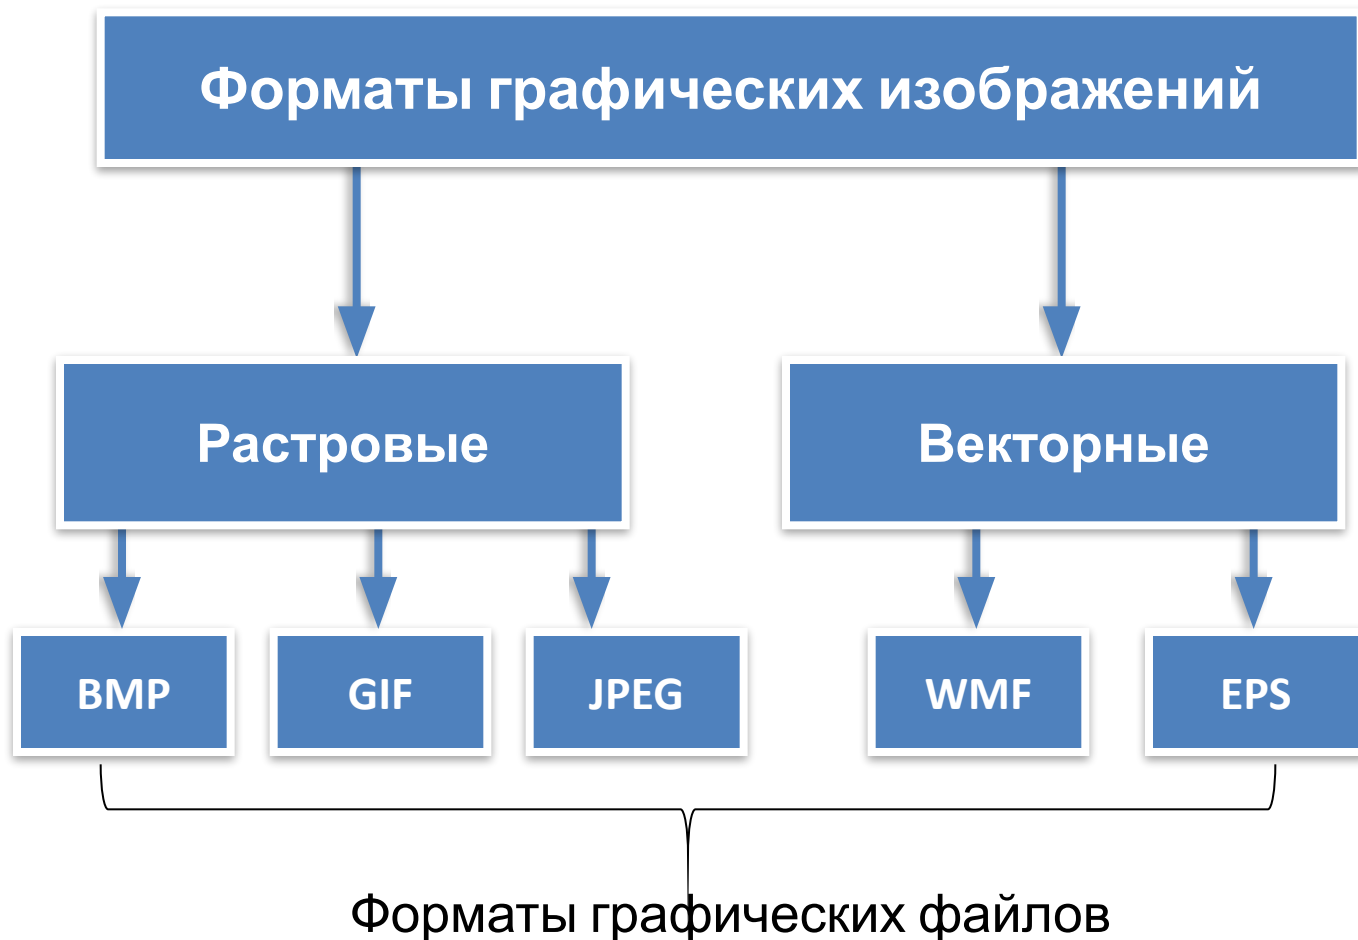 Форматы графических изображений
Растровые
Векторные
BMP
GIF
JPEG
WMF
EPS
Форматы графических файлов